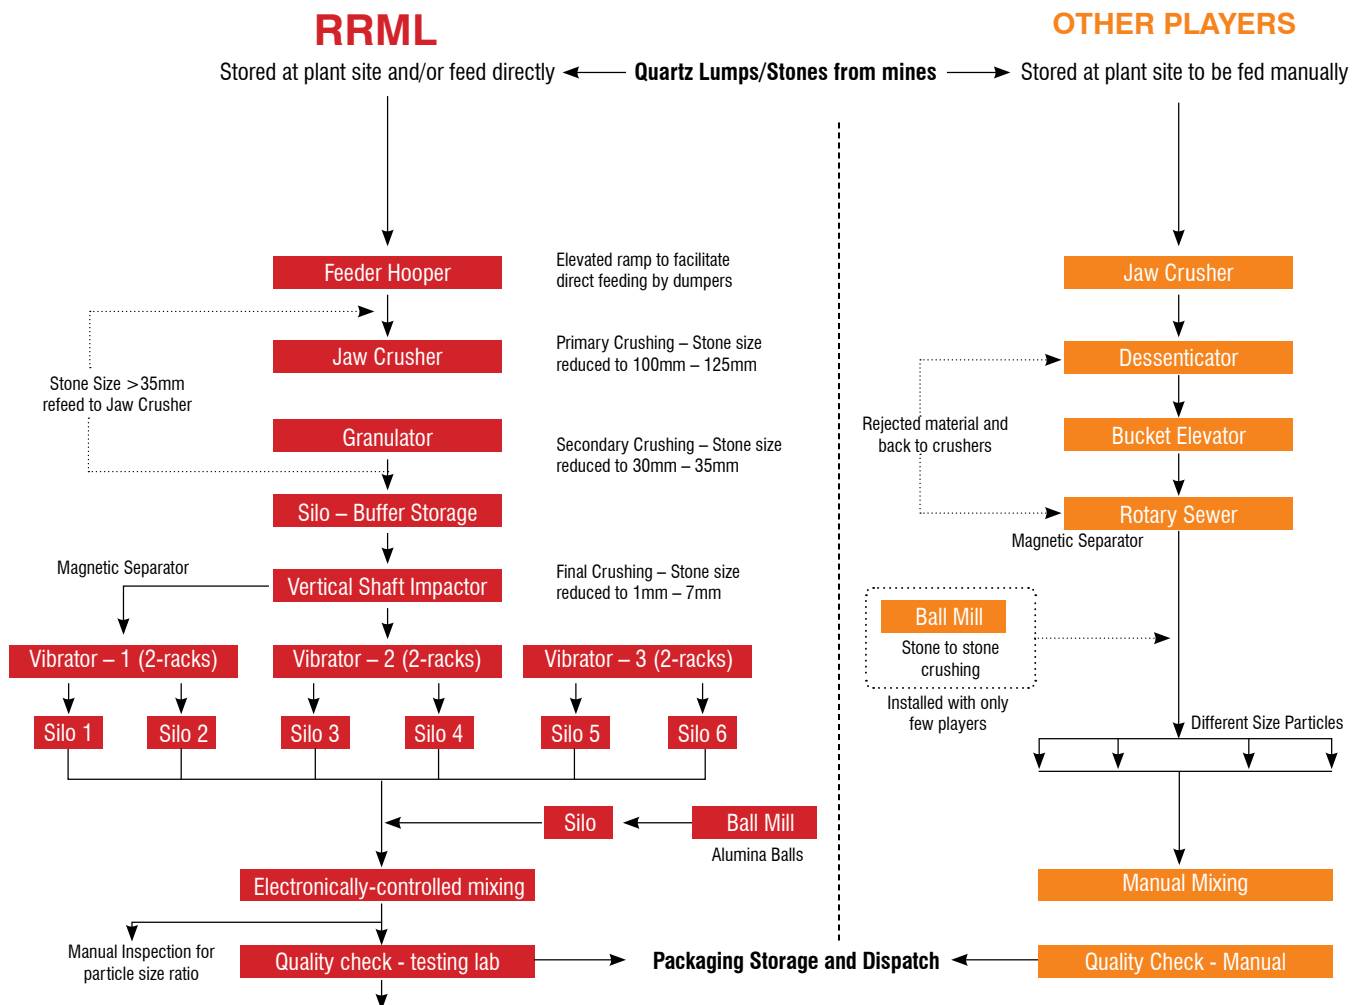 RRML
OTHER PLAYERS
Stored at plant site and/or feed directly
Quartz Lumps/Stones from mines
Stored at plant site to be fed manually
Feeder Hooper
Elevated ramp to facilitate
direct feeding by dumpers
Jaw Crusher
Jaw Crusher
Primary Crushing – Stone size
reduced to 100mm – 125mm
Dessenticator
Stone Size >35mm
refeed to Jaw Crusher
Granulator
Secondary Crushing – Stone size
reduced to 30mm – 35mm
Rejected material and
back to crushers
Bucket Elevator
Silo – Buffer Storage
Rotary Sewer
Magnetic Separator
Magnetic Separator
Vertical Shaft Impactor
Final Crushing – Stone size
reduced to 1mm – 7mm
Ball Mill
Stone to stone
crushing
Installed with only
few players
Vibrator – 1 (2-racks)
Vibrator – 2 (2-racks)
Vibrator – 3 (2-racks)
Silo 1
Silo 2
Silo 3
Silo 4
Silo 5
Silo 6
Different Size Particles
Silo
Ball Mill
Alumina Balls
Electronically-controlled mixing
Manual Mixing
Manual Inspection for
particle size ratio
Quality check - testing lab
Packaging Storage and Dispatch
Quality Check - Manual